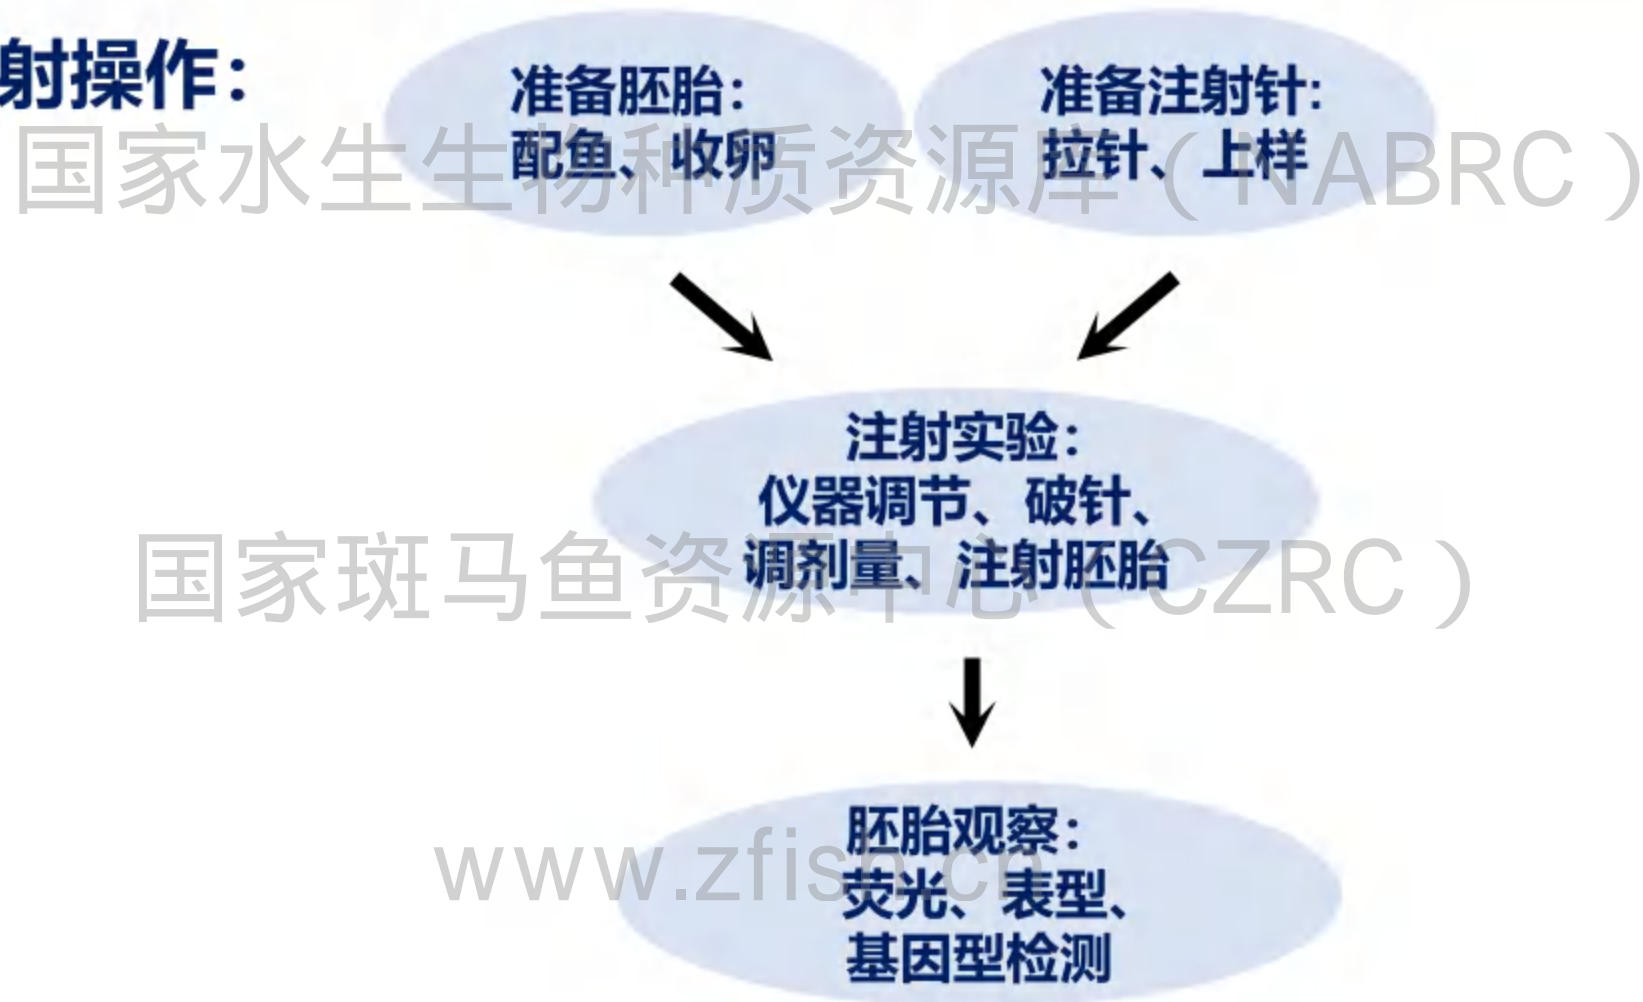 射操作：
准备胚胎：
配鱼、收卵
准备注射针:
拉针、上样
国家水生生物种质资源库（NABRC）
注射实验：
仪器调节、破针、
调剂量、注射胚胎
国家斑马鱼资源中心（CZRC）
胚胎观察：
荧光、表型、
基因型检测
www.zfish.cn